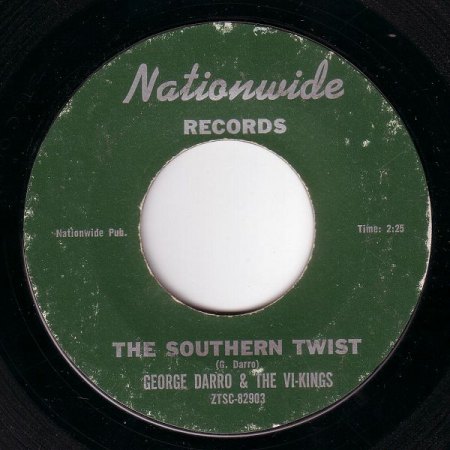 Nationwide
RECORDS
Nationwide Pub.
Time: 2:25
THE SOUTHERN TWIST
(G. Darro)
GEORGE DARRO & THE VI-KINGS
ZTSC-82903